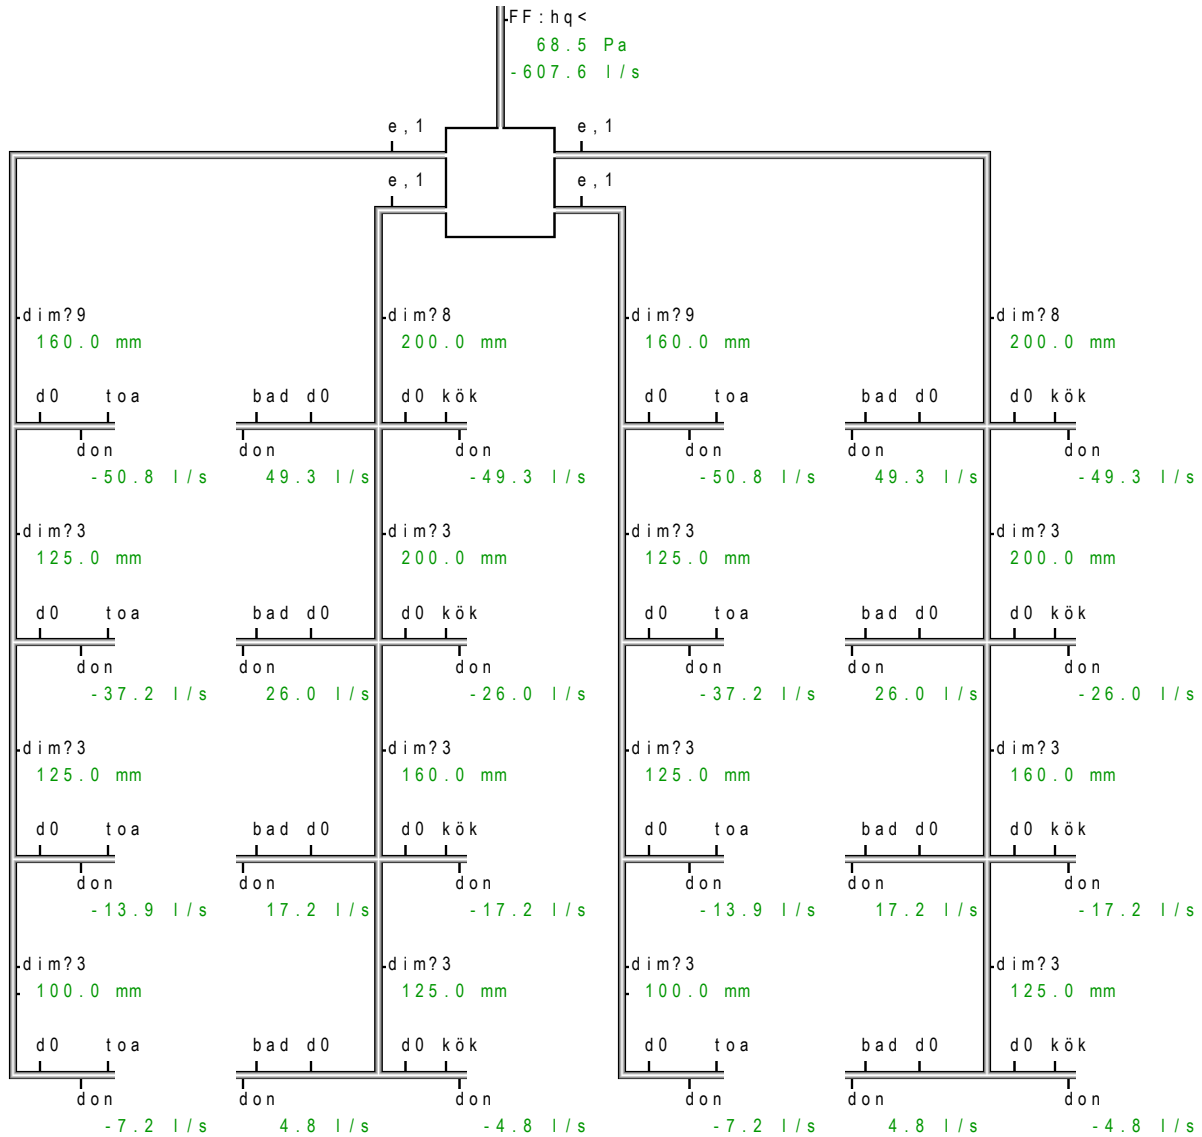 FF:hq<
68.5 Pa
-607.6 l/s
e,1 e,1
e,1 e,1
dim?9 dim?8 dim?9 dim?8
160.0 mm 200.0 mm 160.0 mm 200.0 mm
d0 toa bad d0 d0 kök d0 toa bad d0 d0 kök
don don don don don don
-50.8 l/s 49.3 l/s -49.3 l/s -50.8 l/s 49.3 l/s -49.3 l/s
dim?3 dim?3 dim?3 dim?3
125.0 mm 200.0 mm 125.0 mm 200.0 mm
d0 toa bad d0 d0 kök d0 toa bad d0 d0 kök
don don don don don don
-37.2 l/s 26.0 l/s -26.0 l/s -37.2 l/s 26.0 l/s -26.0 l/s
dim?3 dim?3 dim?3 dim?3
125.0 mm 160.0 mm 125.0 mm 160.0 mm
d0 toa bad d0 d0 kök d0 toa bad d0 d0 kök
don don don don don don
-13.9 l/s 17.2 l/s -17.2 l/s -13.9 l/s 17.2 l/s -17.2 l/s
dim?3 dim?3 dim?3 dim?3
100.0 mm 125.0 mm 100.0 mm 125.0 mm
d0 toa bad d0 d0 kök d0 toa bad d0 d0 kök
don don don don don don
-7.2 l/s 4.8 l/s -4.8 l/s -7.2 l/s 4.8 l/s -4.8 l/s